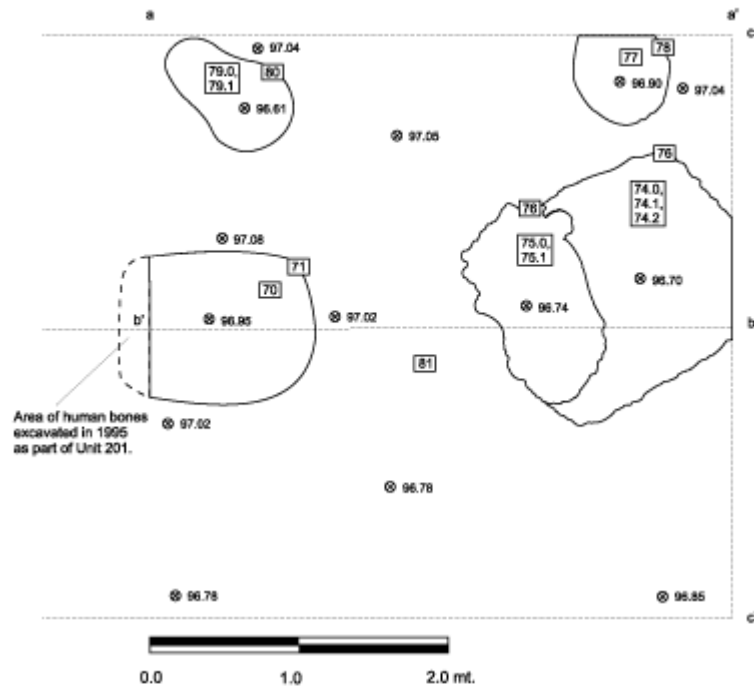 a a'
c
97.04 78
79.0, 80 77
79.1
96.61 96.90 97.04
97.05
76
74.0,
74.1,
74.2
76
97.08 75.0,
75.1
71
70 96.70
b' 96.95 97.02 96.74
b
81
Area of human bones
excavated in 1995
as part of Unit 201.
97.02
96.78
96.78 96.85
c'
0.0 1.0 2.0 mt.